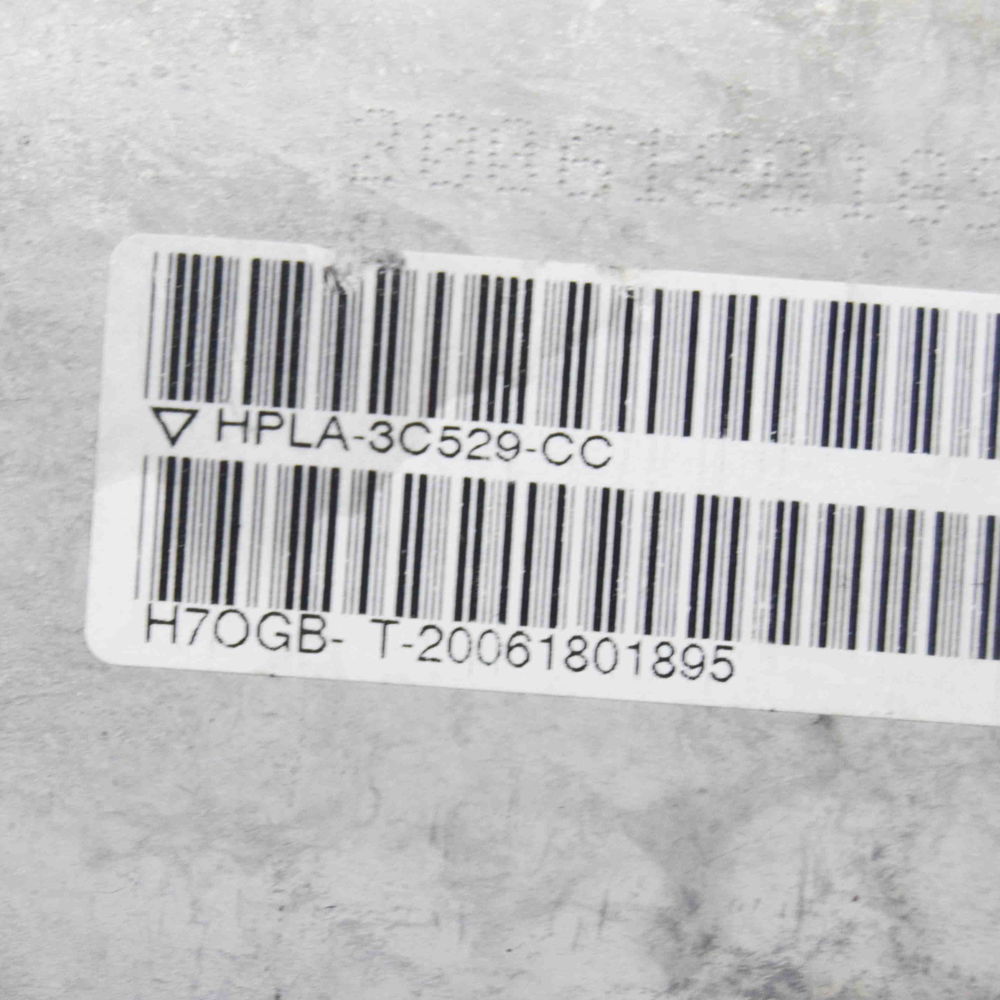 ▽ HPLA-3C529-CC
H7OGB- T-20061801895